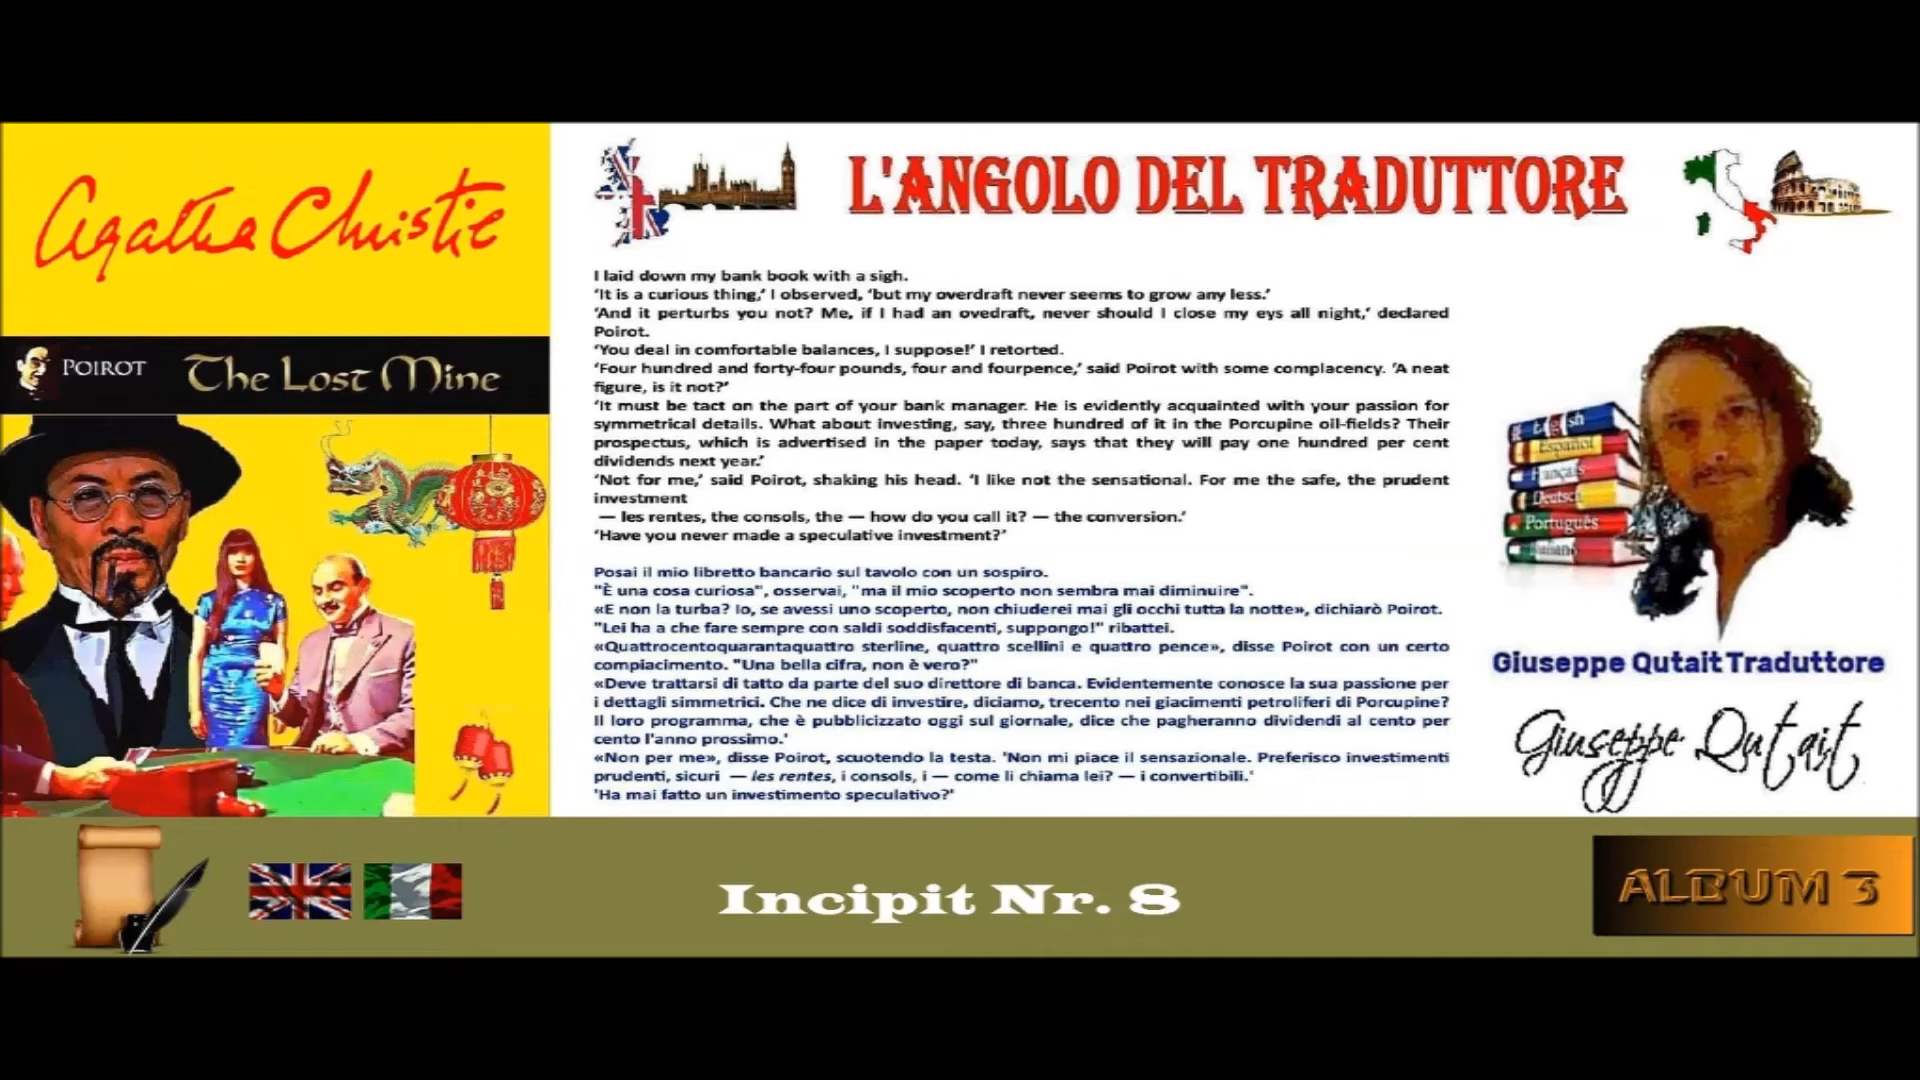 Agatha Christie
POIROT
The Lost Mine
L'ANGOLO DEL TRADUTTORE
I laid down my bank book with a sigh.
‘It is a curious thing,’ I observed, ‘but my overdraft never seems to grow any less.’
‘And it perturbs you not? Me, if I had an ovedraft, never should I close my eys all night,’ declared
Poirot.
‘You deal in comfortable balances, I suppose!’ I retorted.
‘Four hundred and forty-four pounds, four and fourpence,’ said Poirot with some complacency. ‘A neat
figure, is it not?’
‘It must be tact on the part of your bank manager. He is evidently acquainted with your passion for
symmetrical details. What about investing, say, three hundred of it in the Porcupine oil-fields? Their
prospectus, which is advertised in the paper today, says that they will pay one hundred per cent
dividends next year.’
‘Not for me,’ said Poirot, shaking his head. ‘I like not the sensational. For me the safe, the prudent
investment
— les rentes, the consols, the — how do you call it? — the conversion.’
‘Have you never made a speculative investment?’
Posai il mio libretto bancario sul tavolo con un sospiro.
"È una cosa curiosa", osservai, "ma il mio scoperto non sembra mai diminuire".
«E non la turba? Io, se avessi uno scoperto, non chiuderei mai gli occhi tutta la notte», dichiarò Poirot.
"Lei ha a che fare sempre con saldi soddisfacenti, suppongo!" ribattei.
«Quattrocentoquarantaquattro sterline, quattro scellini e quattro pence», disse Poirot con un certo
compiacimento. "Una bella cifra, non è vero?"
«Deve trattarsi di tatto da parte del suo direttore di banca. Evidentemente conosce la sua passione per
i dettagli simmetrici. Che ne dice di investire, diciamo, trecento nei giacimenti petroliferi di Porcupine?
Il loro programma, che è pubblicizzato oggi sul giornale, dice che pagheranno dividendi al cento per
cento l'anno prossimo.'
«Non per me», disse Poirot, scuotendo la testa. 'Non mi piace il sensazionale. Preferisco investimenti
prudenti, sicuri — les rentes, i consols, i — come li chiama lei? — i convertibili.'
'Ha mai fatto un investimento speculativo?'
English
Español
Français
Deutsch
Português
Giuseppe Qutait Traduttore
Giuseppe Qutait
Incipit Nr. 8
ALBUM 3